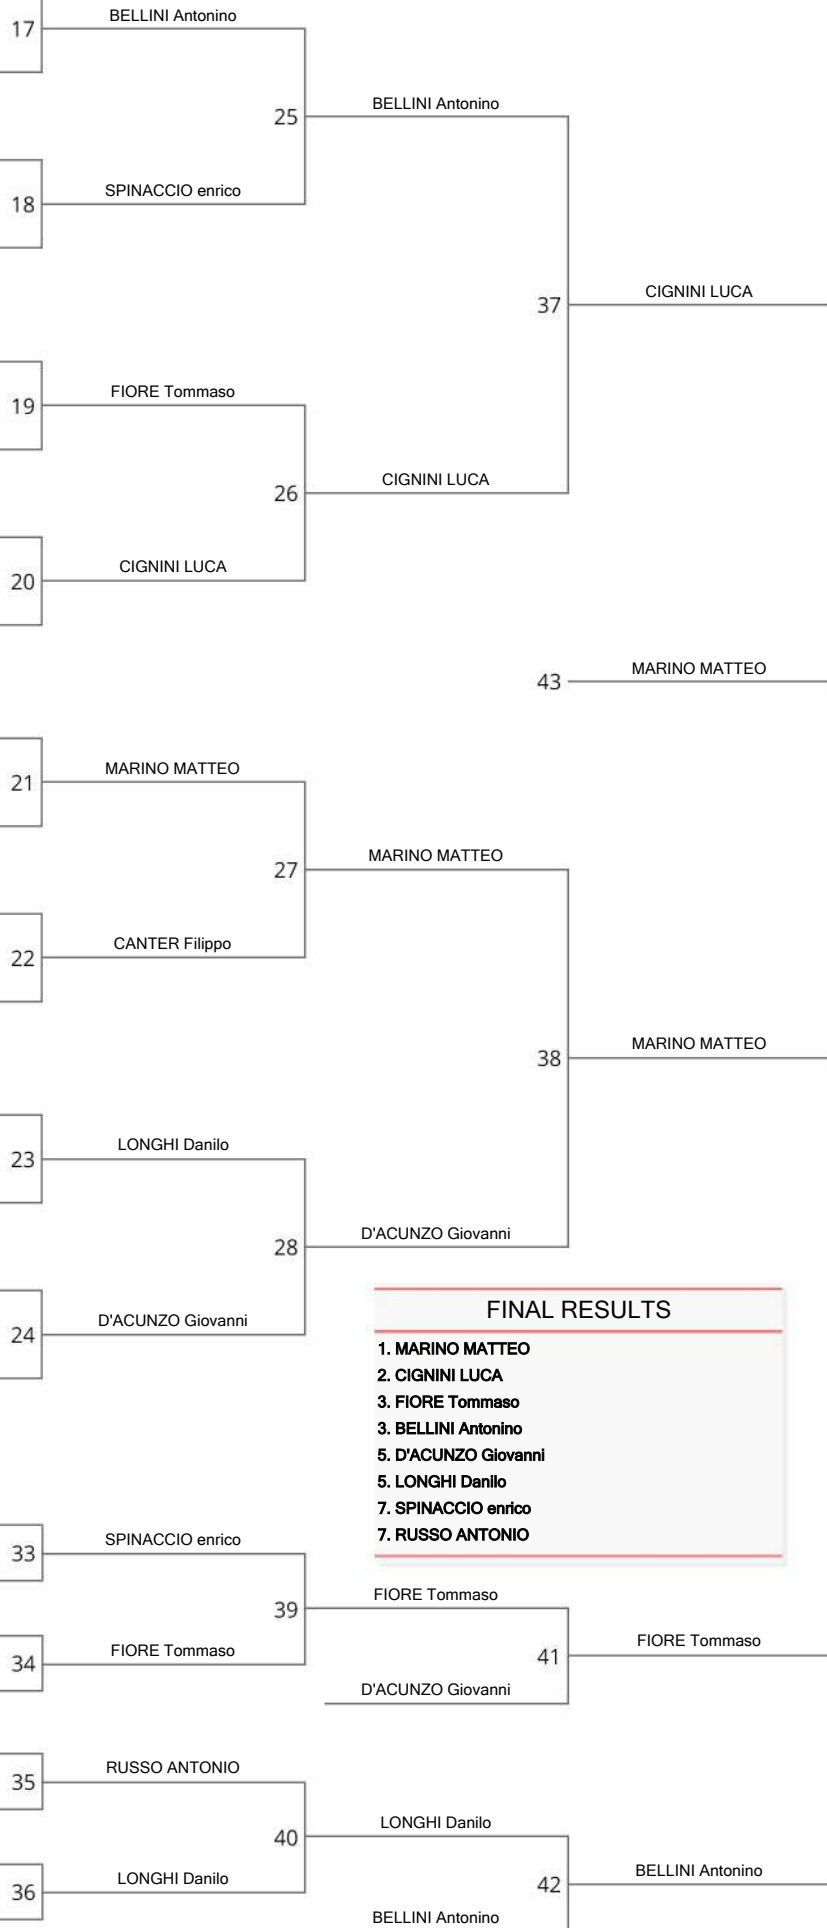 BELLINI Antonino
17
BELLINI Antonino
25
SPINACCIO enrico
18
CIGNINI LUCA
37
FIORE Tommaso
19
CIGNINI LUCA
26
CIGNINI LUCA
20
MARINO MATTEO
43
MARINO MATTEO
21
MARINO MATTEO
27
CANTER Filippo
22
MARINO MATTEO
38
LONGHI Danilo
23
D'ACUNZO Giovanni
28
D'ACUNZO Giovanni
24
FINAL RESULTS
1. MARINO MATTEO
2. CIGNINI LUCA
3. FIORE Tommaso
3. BELLINI Antonino
5. D'ACUNZO Giovanni
5. LONGHI Danilo
7. SPINACCIO enrico
7. RUSSO ANTONIO
SPINACCIO enrico
33
FIORE Tommaso
39
FIORE Tommaso
41
FIORE Tommaso
34
D'ACUNZO Giovanni
RUSSO ANTONIO
35
LONGHI Danilo
40
BELLINI Antonino
42
LONGHI Danilo
36
BELLINI Antonino